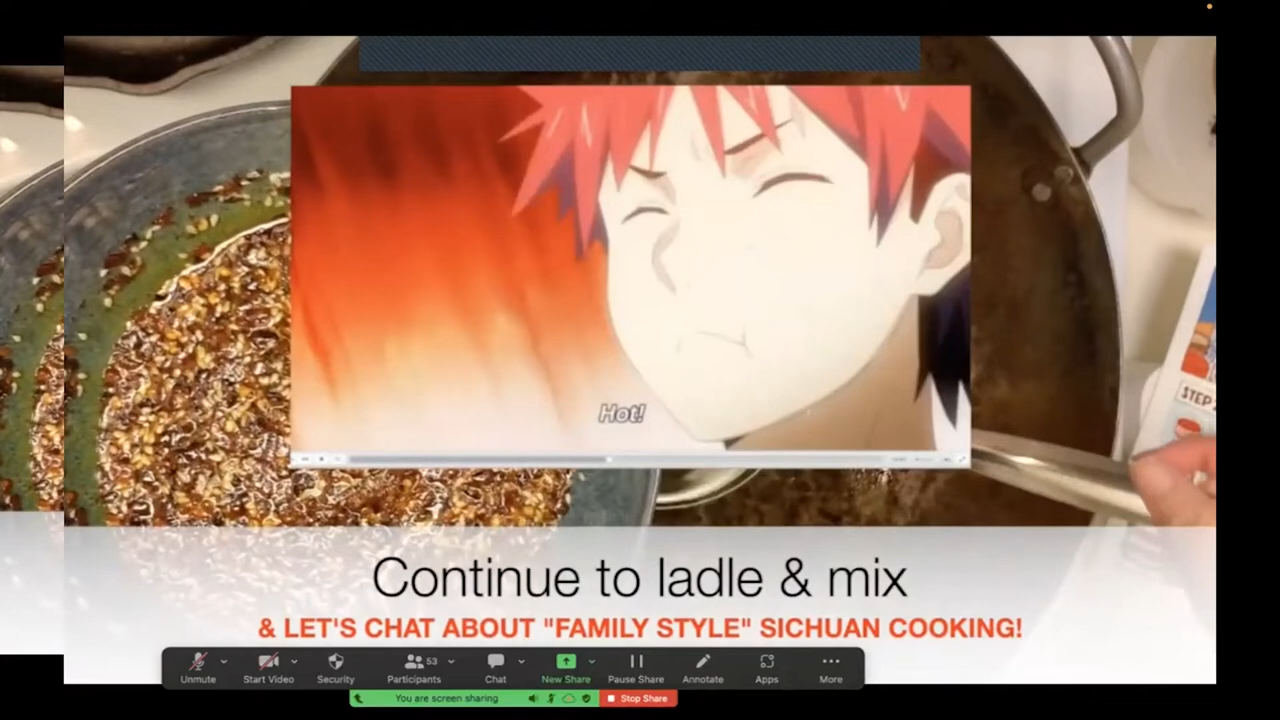 STEP
Hot!
Continue to ladle & mix
& LET'S CHAT ABOUT "FAMILY STYLE" SICHUAN COOKING!
53
Unmute Start Video Security Participants Chat New Share Pause Share Annotate Apps More
You are screen sharing Stop Share